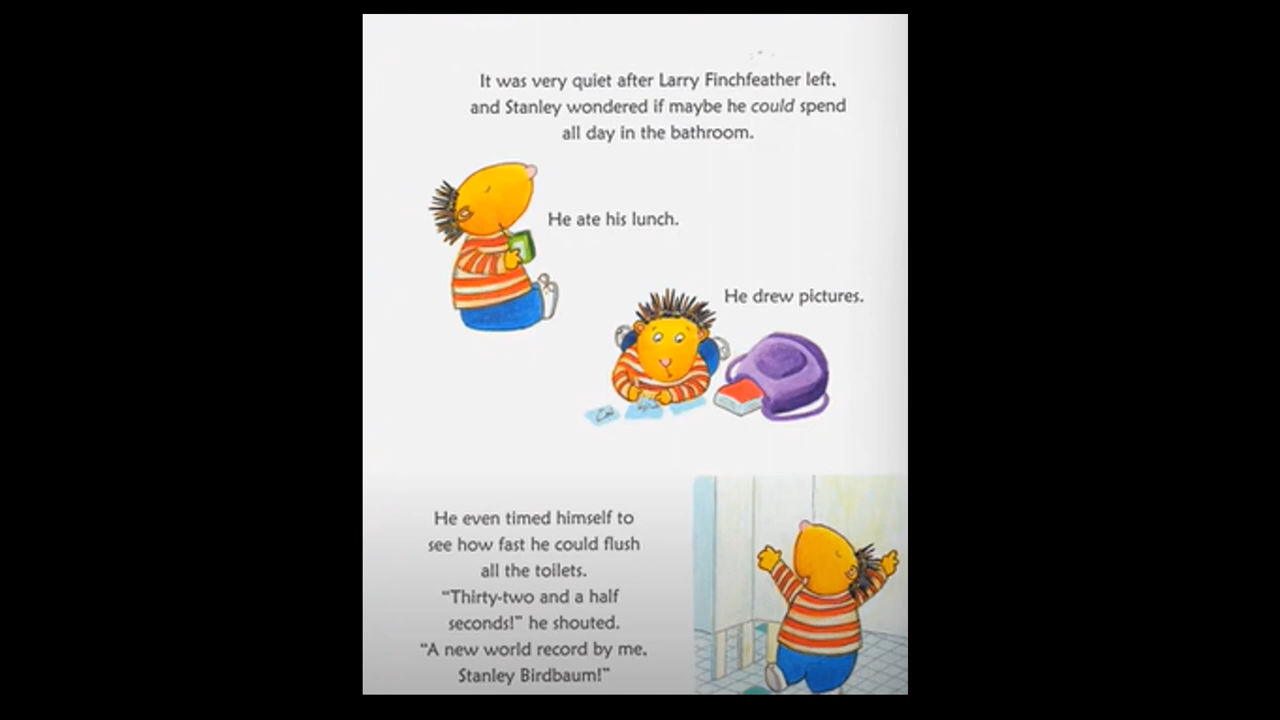 It was very quiet after Larry Finchfeather left,
and Stanley wondered if maybe he could spend
all day in the bathroom.
He ate his lunch.
He drew pictures.
He even timed himself to
see how fast he could flush
all the toilets.
“Thirty-two and a half
seconds!” he shouted.
“A new world record by me,
Stanley Birdbaum!”